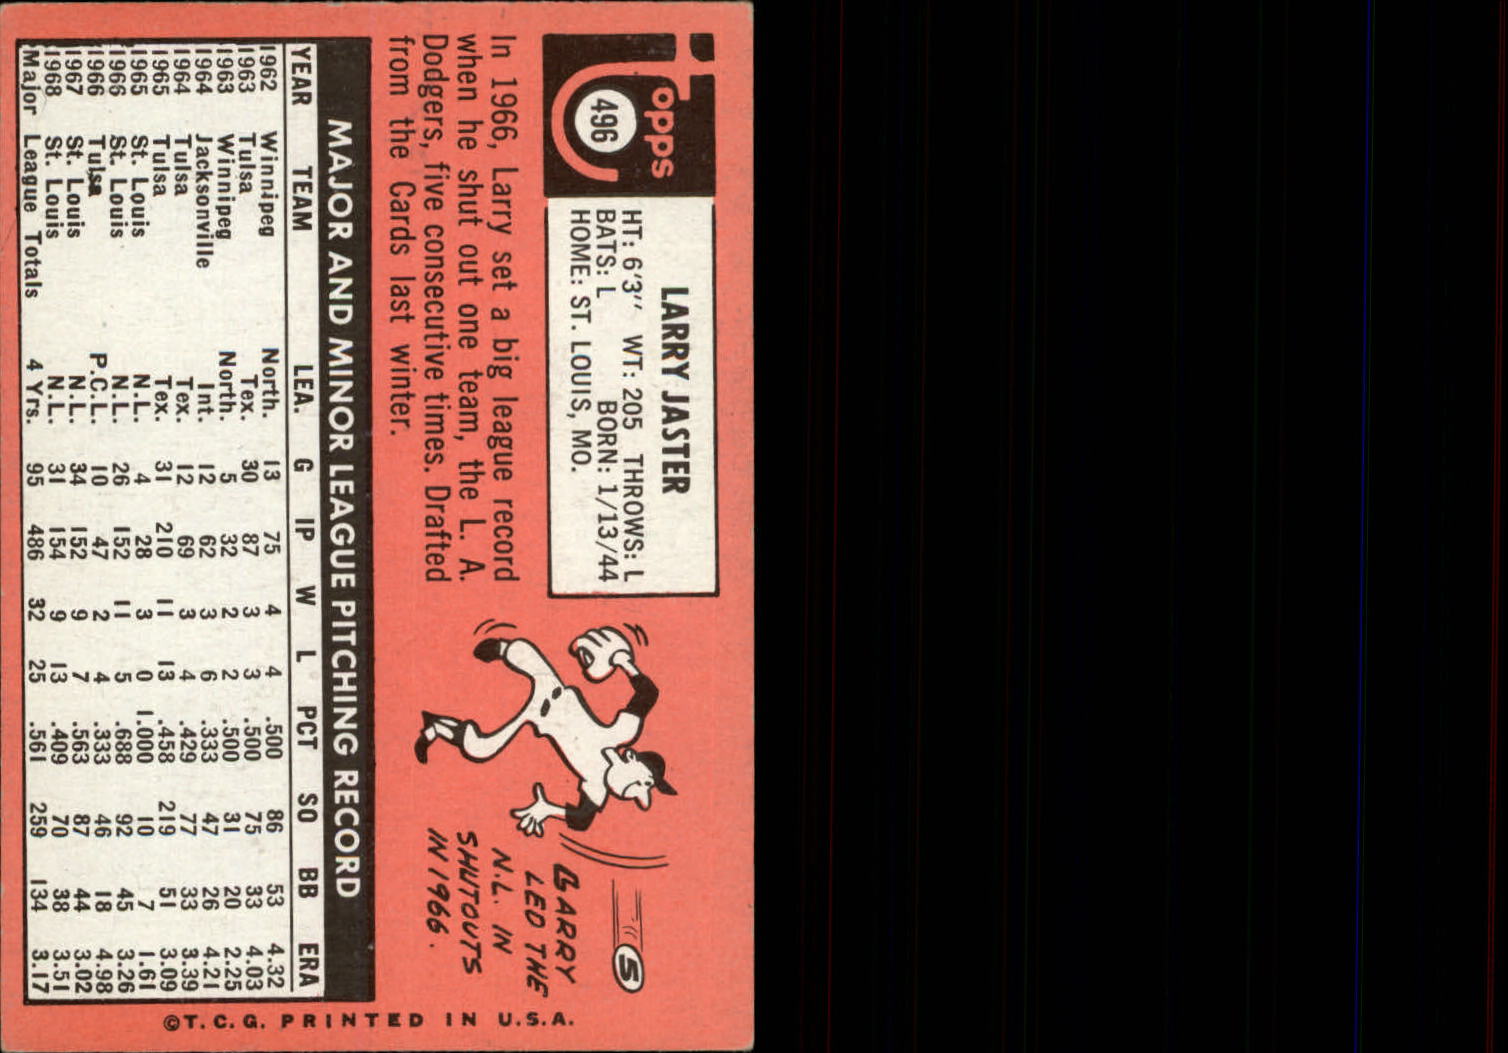 Topps
496
LARRY JASTER
HT: 6'3" WT: 205 THROWS: L
BATS: L BORN: 1/13/44
HOME: ST. LOUIS, MO.
In 1966, Larry set a big league record
when he shut out one team, the L. A.
Dodgers, five consecutive times. Drafted
from the Cards last winter.
5
LARRY
LED THE
N.L. IN
SHUTOUTS
IN 1966.
MAJOR AND MINOR LEAGUE PITCHING RECORD
YEAR TEAM LEA. G IP W L PCT SO BB ERA
1962 Winnipeg North. 13 75 4 4 .500 86 53 4.32
1963 Tulsa Tex. 30 87 3 3 .500 75 33 4.03
1963 Winnipeg North. 5 32 2 2 .500 31 20 2.25
1964 Jacksonville Int. 12 62 3 6 .333 47 26 4.21
1964 Tulsa Tex. 12 69 3 4 .429 77 33 3.39
1965 Tulsa Tex. 31 210 11 13 .458 219 51 3.09
1965 St. Louis N.L. 4 28 3 0 1.000 10 7 1.61
1966 St. Louis N.L. 26 152 11 5 .688 92 45 3.26
1966 Tulsa P.C.L. 10 47 2 4 .333 46 18 4.98
1967 St. Louis N.L. 34 152 9 7 .563 87 44 3.02
1968 St. Louis N.L. 31 154 9 13 .409 70 38 3.51
Major League Totals 4 Yrs. 95 486 32 25 .561 259 134 3.17
©T.C.G. PRINTED IN U.S.A.